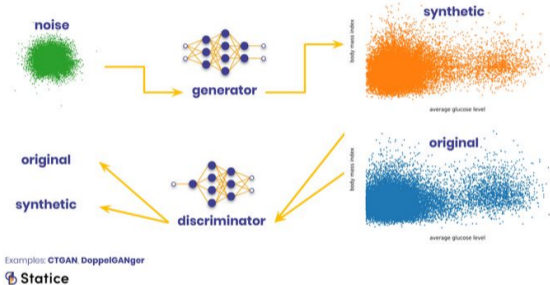 noise
generator
synthetic
body mass index
average glucose level
original
synthetic
discriminator
original
body mass index
average glucose level
Examples: CTGAN, DoppelGANger
Statice